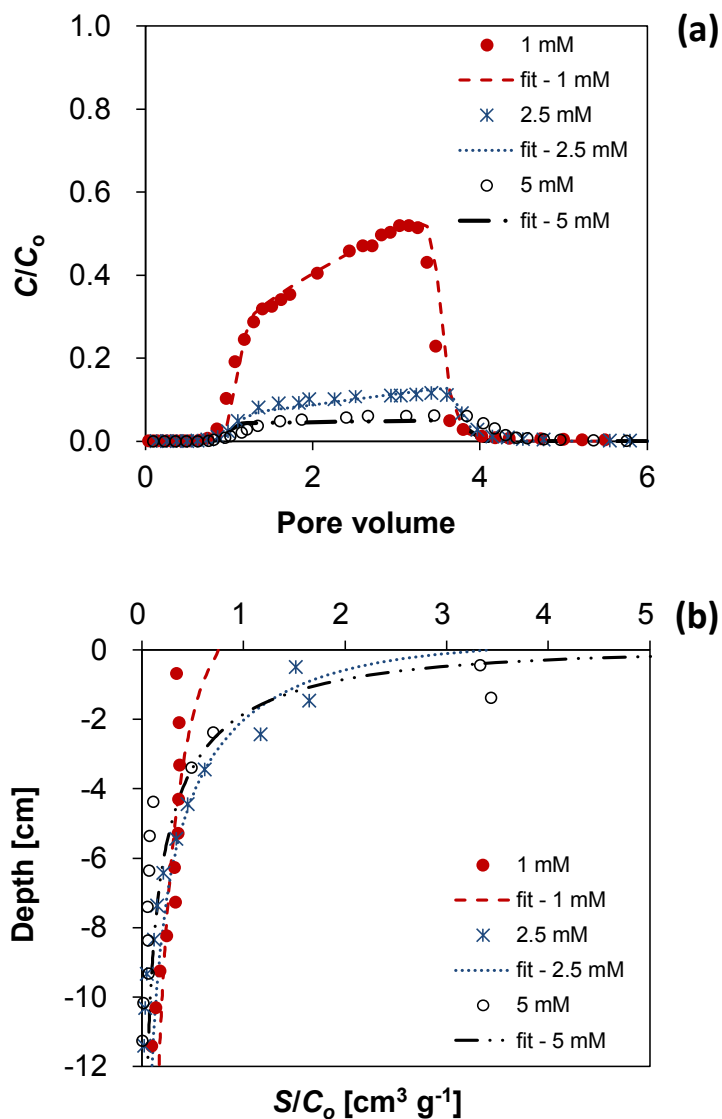 (a)
1.0
0.8
0.6
0.4
0.2
0.0
C/Co
1 mM
fit - 1 mM
2.5 mM
fit - 2.5 mM
5 mM
fit - 5 mM
0 2 4 6
Pore volume
(b)
0 1 2 3 4 5
0
-2
-4
-6
-8
-10
-12
Depth [cm]
1 mM
fit - 1 mM
2.5 mM
fit - 2.5 mM
5 mM
fit - 5 mM
S/Co [cm³ g⁻¹]